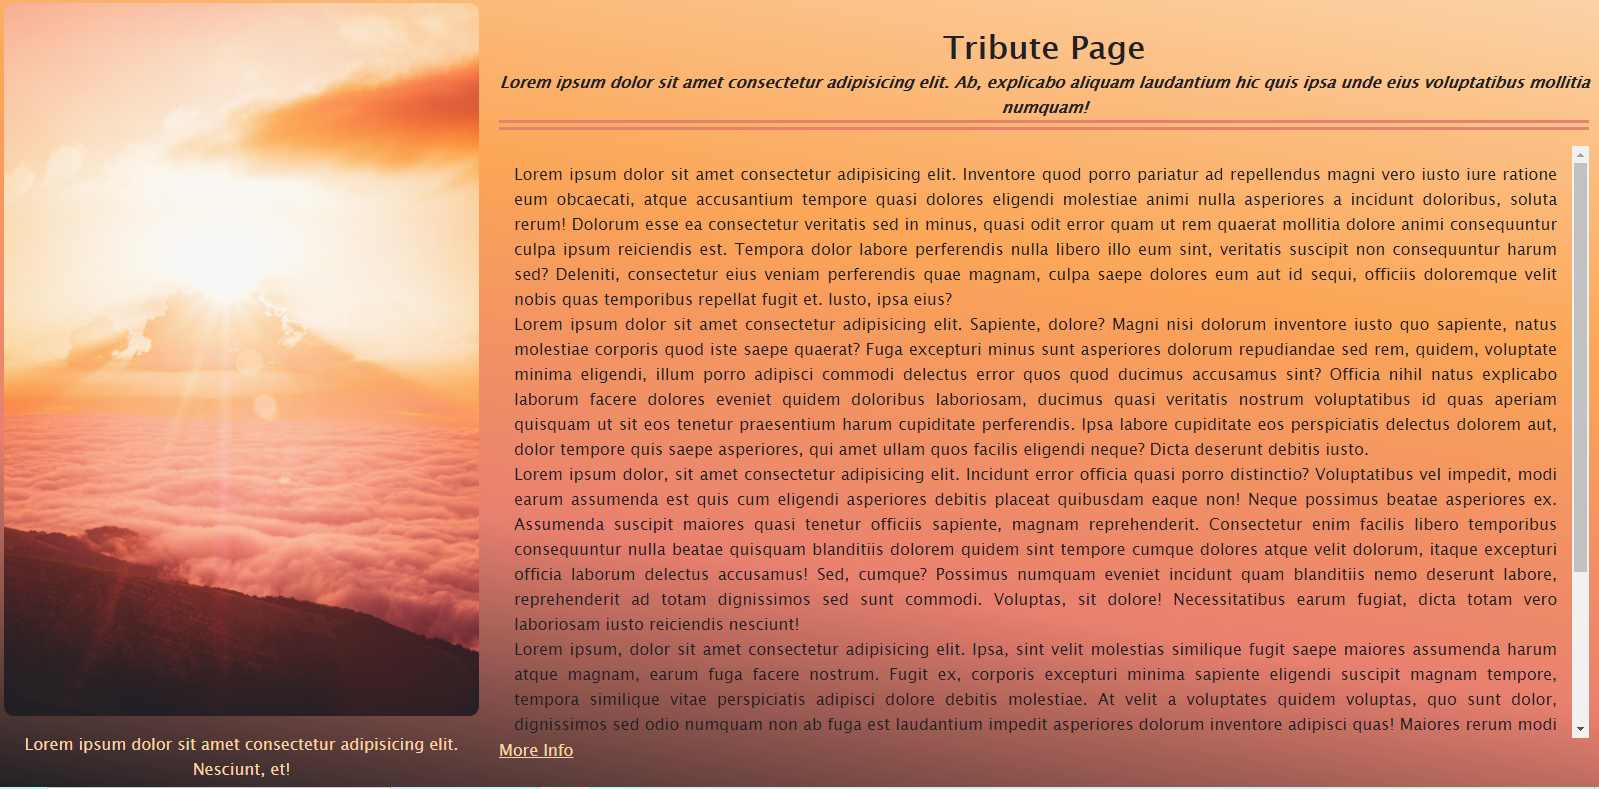 Tribute Page
Lorem ipsum dolor sit amet consectetur adipisicing elit. Ab, explicabo aliquam laudantium hic quis ipsa unde eius voluptatibus mollitia
numquam!
Lorem ipsum dolor sit amet consectetur adipisicing elit. Inventore quod porro pariatur ad repellendus magni vero iusto iure ratione
eum obcaecati, atque accusantium tempore quasi dolores eligendi molestiae animi nulla asperiores a incidunt doloribus, soluta
rerum! Dolorum esse ea consectetur veritatis sed in minus, quasi odit error quam ut rem quaerat mollitia dolore animi consequuntur
culpa ipsum reiciendis est. Tempora dolor labore perferendis nulla libero illo eum sint, veritatis suscipit non consequuntur harum
sed? Deleniti, consectetur eius veniam perferendis quae magnam, culpa saepe dolores eum aut id sequi, officiis doloremque velit
nobis quas temporibus repellat fugit et. Iusto, ipsa eius?
Lorem ipsum dolor sit amet consectetur adipisicing elit. Sapiente, dolore? Magni nisi dolorum inventore iusto quo sapiente, natus
molestiae corporis quod iste saepe quaerat? Fuga excepturi minus sunt asperiores dolorum repudiandae sed rem, quidem, voluptate
minima eligendi, illum porro adipisci commodi delectus error quos quod ducimus accusamus sint? Officia nihil natus explicabo
laborum facere dolores eveniet quidem doloribus laboriosam, ducimus quasi veritatis nostrum voluptatibus id quas aperiam
quisquam ut sit eos tenetur praesentium harum cupiditate perferendis. Ipsa labore cupiditate eos perspiciatis delectus dolorem aut,
dolor tempore quis saepe asperiores, qui amet ullam quos facilis eligendi neque? Dicta deserunt debitis iusto.
Lorem ipsum dolor, sit amet consectetur adipisicing elit. Incidunt error officia quasi porro distinctio? Voluptatibus vel impedit, modi
earum assumenda est quis cum eligendi asperiores debitis placeat quibusdam eaque non! Neque possimus beatae asperiores ex.
Assumenda suscipit maiores quasi tenetur officiis sapiente, magnam reprehenderit. Consectetur enim facilis libero temporibus
consequuntur nulla beatae quisquam blanditiis dolorem quidem sint tempore cumque dolores atque velit dolorum, itaque excepturi
officia laborum delectus accusamus! Sed, cumque? Possimus numquam eveniet incidunt quam blanditiis nemo deserunt labore,
reprehenderit ad totam dignissimos sed sunt commodi. Voluptas, sit dolore! Necessitatibus earum fugiat, dicta totam vero
laboriosam iusto reiciendis nesciunt!
Lorem ipsum, dolor sit amet consectetur adipisicing elit. Ipsa, sint velit molestias similique fugit saepe maiores assumenda harum
atque magnam, earum fuga facere nostrum. Fugit ex, corporis excepturi minima sapiente eligendi suscipit magnam tempore,
tempora similique vitae perspiciatis adipisci dolore debitis molestiae. At velit a voluptates quidem voluptas, quo sunt dolor,
dignissimos sed odio numquam non ab fuga est laudantium impedit asperiores dolorum inventore adipisci quas! Maiores rerum modi
More Info
Lorem ipsum dolor sit amet consectetur adipisicing elit.
Nesciunt, et!